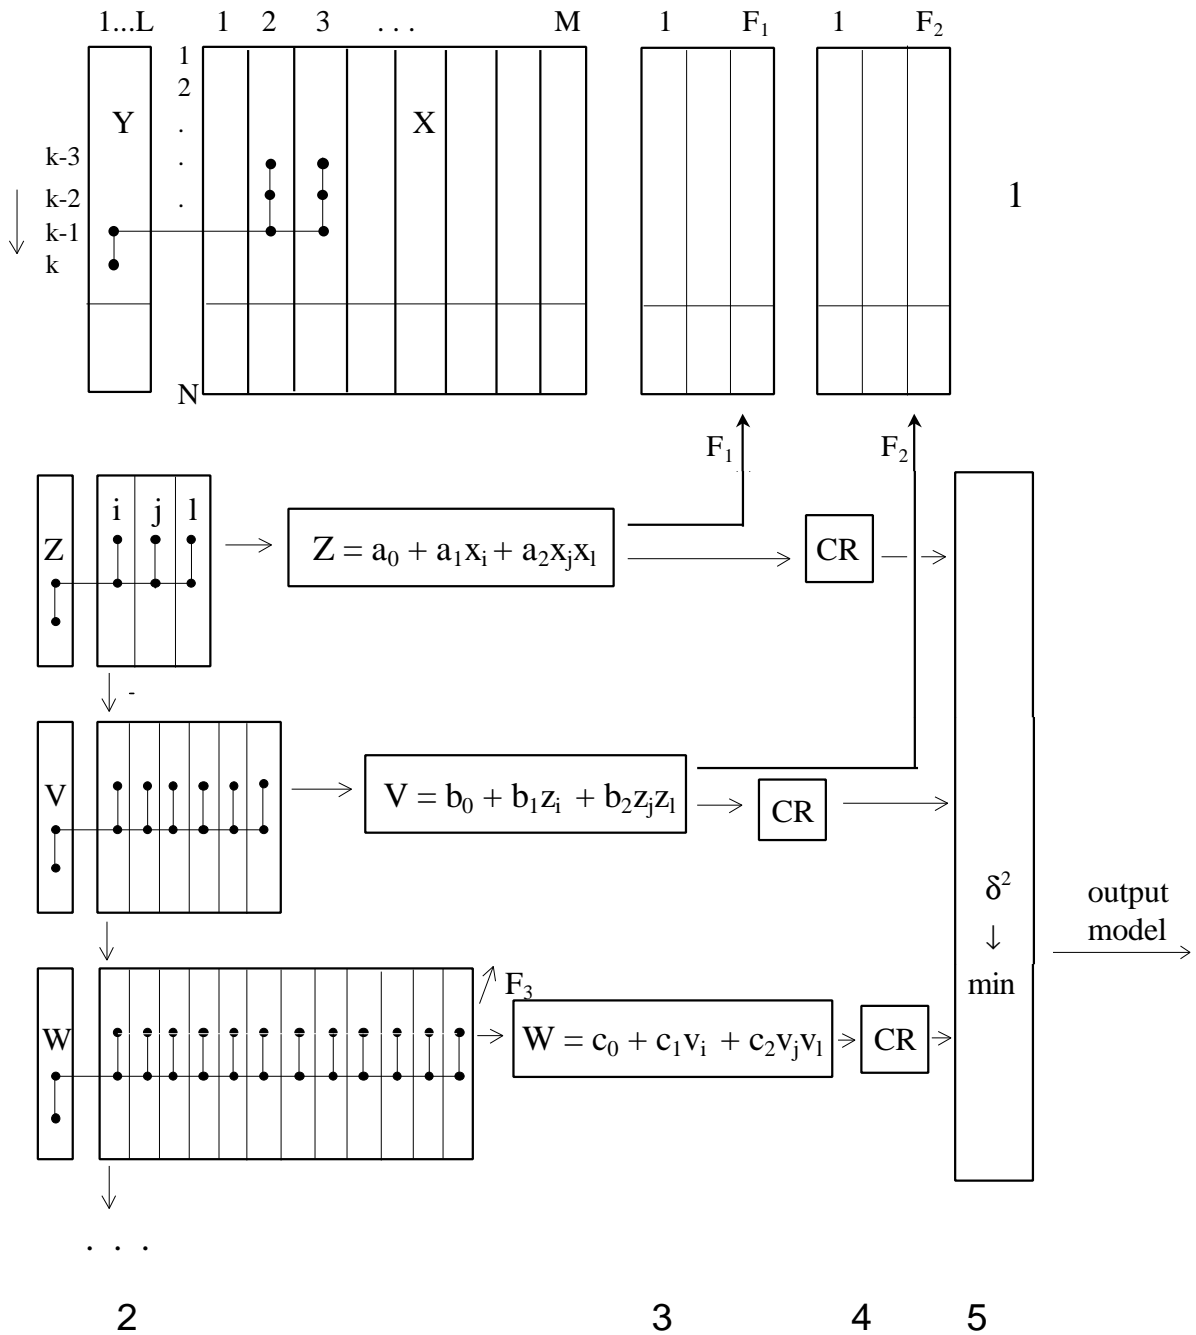 1...L 1 2 3 . . . M 1 F₁ 1 F₂
1
2
Y . X
k-3 .
k-2 . 1
k-1
k
N
F₁ F₂
i j l
Z Z = a₀ + a₁xᵢ + a₂xⱼxₗ CR
-
V V = b₀ + b₁zᵢ + b₂zⱼzₗ CR
δ² output
↓ model
F₃ min
W W = c₀ + c₁vᵢ + c₂vⱼvₗ CR
. . .
2 3 4 5